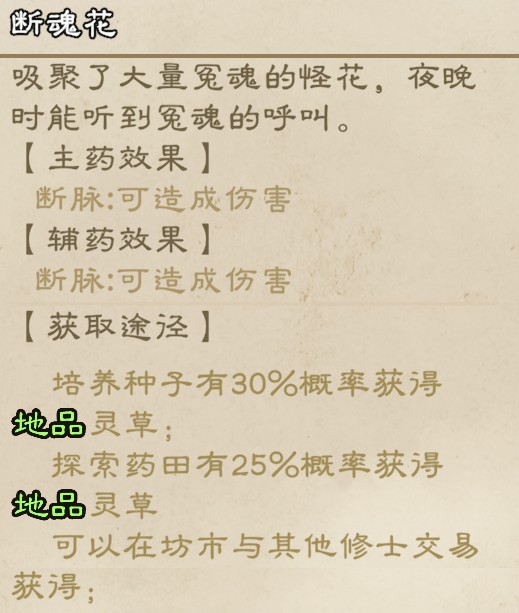 断魂花
吸聚了大量冤魂的怪花，夜晚
时能听到冤魂的呼叫。
【主药效果】
断脉:可造成伤害
【辅药效果】
断脉:可造成伤害
【获取途径】
培养种子有30%概率获得
地品灵草；
探索药田有25%概率获得
地品灵草
可以在坊市与其他修士交易
获得；